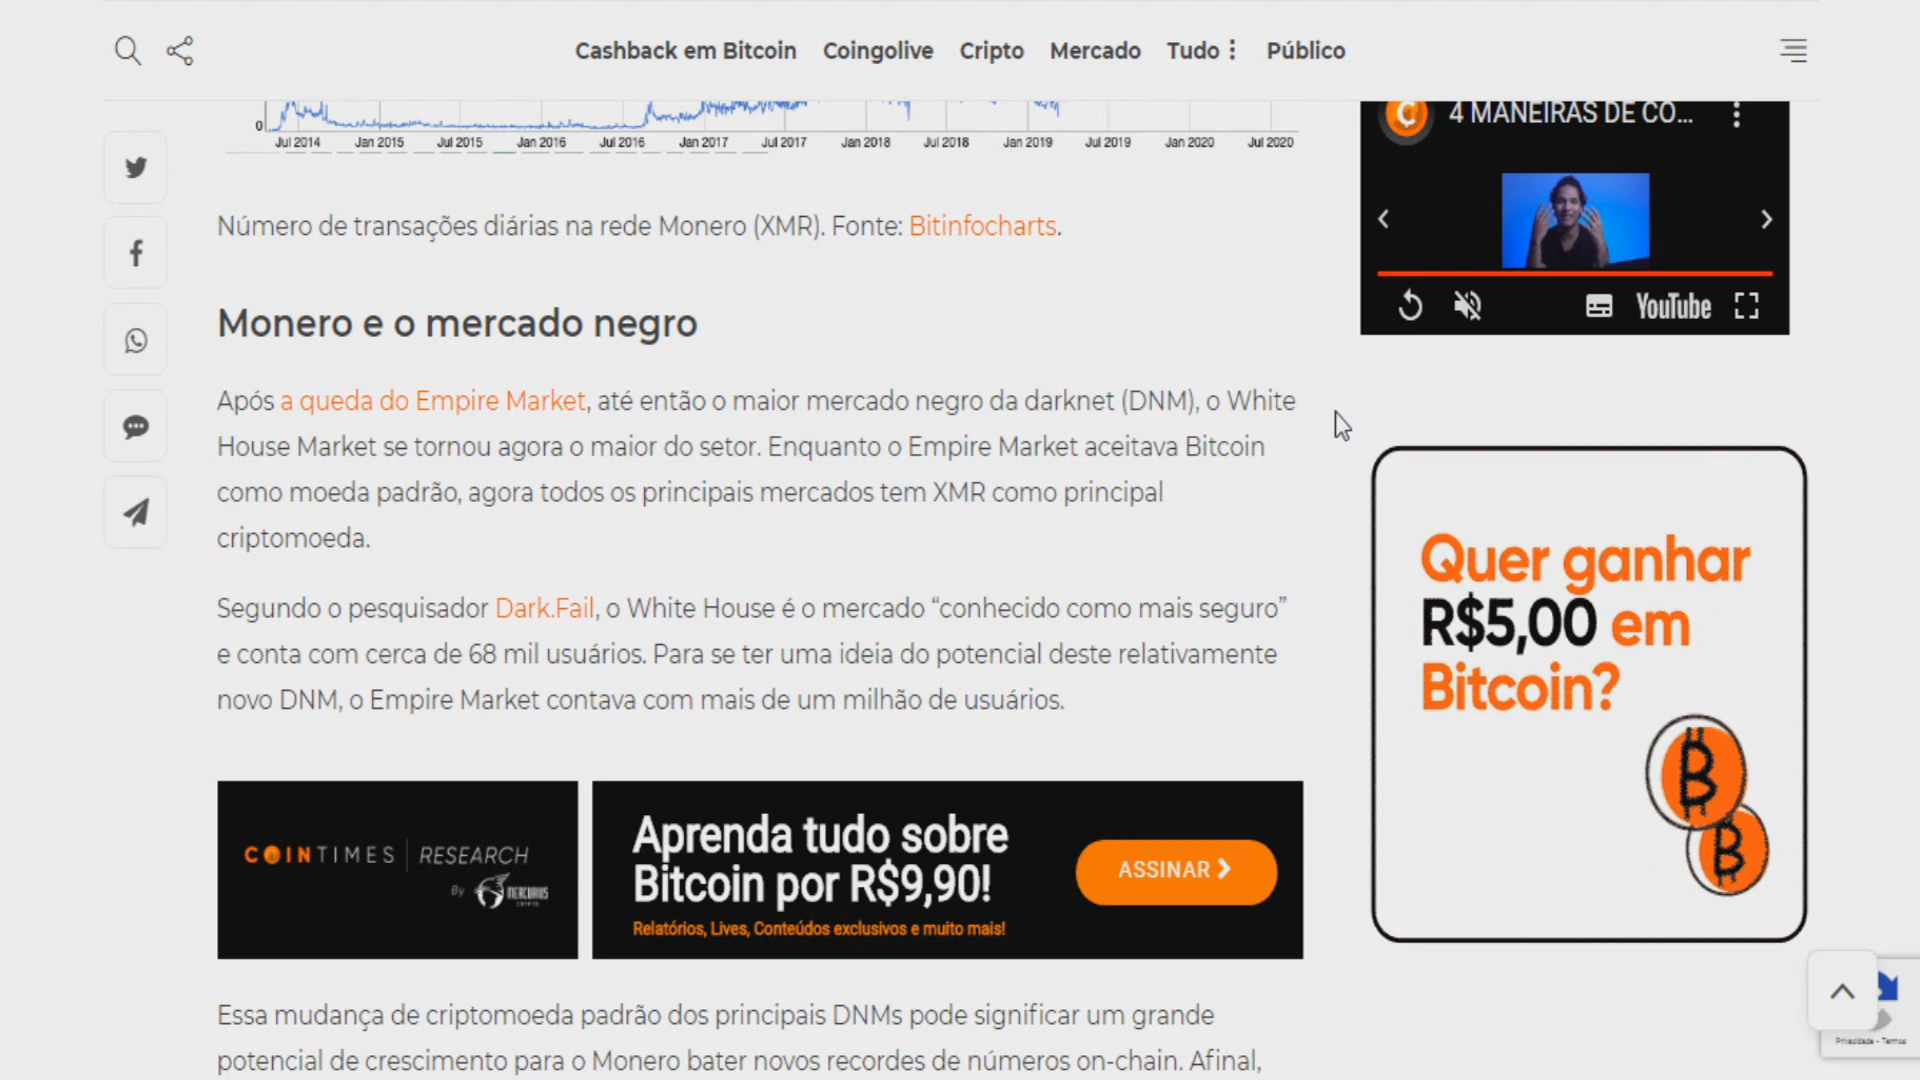 Cashback em Bitcoin Coingolive Cripto Mercado Tudo Público
0
Jul 2014 Jan 2015 Jul 2015 Jan 2016 Jul 2016 Jan 2017 Jul 2017 Jan 2018 Jul 2018 Jan 2019 Jul 2019 Jan 2020 Jul 2020
4 MANEIRAS DE CO...
YouTube
Número de transações diárias na rede Monero (XMR). Fonte: Bitinfocharts.
Monero e o mercado negro
Após a queda do Empire Market, até então o maior mercado negro da darknet (DNM), o White
House Market se tornou agora o maior do setor. Enquanto o Empire Market aceitava Bitcoin
como moeda padrão, agora todos os principais mercados tem XMR como principal
criptomoeda.
Segundo o pesquisador Dark.Fail, o White House é o mercado “conhecido como mais seguro”
e conta com cerca de 68 mil usuários. Para se ter uma ideia do potencial deste relativamente
novo DNM, o Empire Market contava com mais de um milhão de usuários.
Quer ganhar
R$5,00 em
Bitcoin?
COINTIMES RESEARCH
By MERCURIUS
CRYPTO
Aprenda tudo sobre
Bitcoin por R$9,90!
Relatórios, Lives, Conteúdos exclusivos e muito mais!
ASSINAR
Essa mudança de criptomoeda padrão dos principais DNMs pode significar um grande
potencial de crescimento para o Monero bater novos recordes de números on-chain. Afinal,
Privacidade - Termos